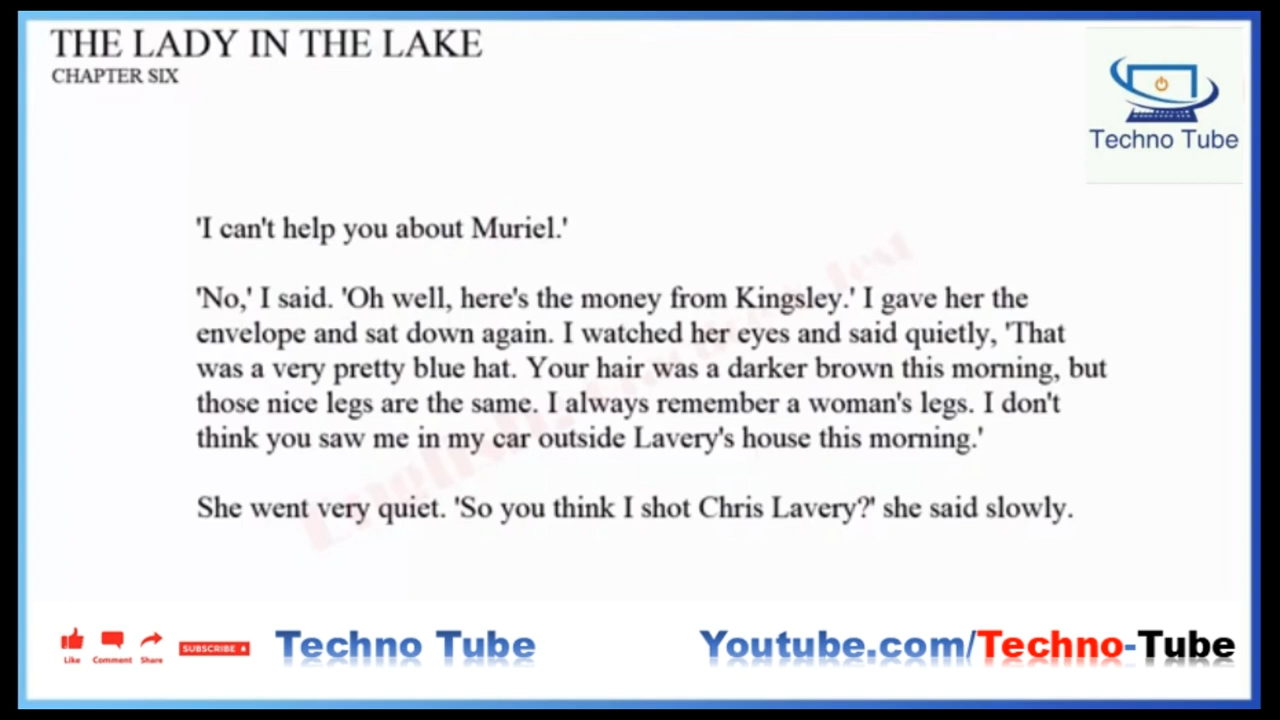 THE LADY IN THE LAKE
CHAPTER SIX
Techno Tube
'I can't help you about Muriel.'
'No,' I said. 'Oh well, here's the money from Kingsley.' I gave her the
envelope and sat down again. I watched her eyes and said quietly, 'That
was a very pretty blue hat. Your hair was a darker brown this morning, but
those nice legs are the same. I always remember a woman's legs. I don't
think you saw me in my car outside Lavery's house this morning.'
She went very quiet. 'So you think I shot Chris Lavery?' she said slowly.
Like Comment Share SUBSCRIBE Techno Tube Youtube.com/Techno-Tube